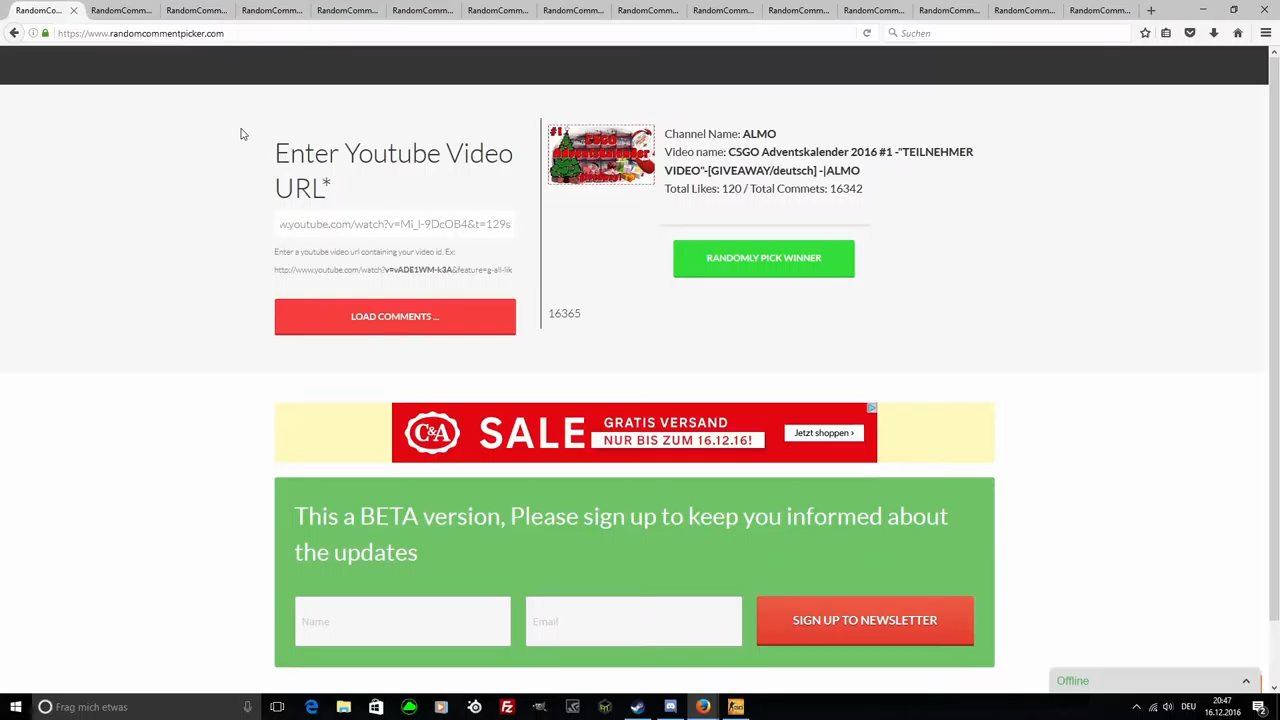 RandomCo...
RandomComm...
RandomComm...
RandomComm...
RandomComm...
RandomComm...
RandomComm...
RandomComm...
RandomComm...
RandomComm...
RandomComm...
RandomComm...
RandomComm...
RandomComm...
RandomComm...
https://www.randomcommentpicker.com
Suchen
Enter Youtube Video
URL*
w.youtube.com/watch?v=Mi_l-9DcOB4&t=129s
Enter a youtube video url containing your video id. Ex:
http://www.youtube.com/watch?v=vADE1WM-k3A&feature=g-all-lik
LOAD COMMENTS ...
#1
CSGO
Adventskalender
Channel Name: ALMO
Video name: CSGO Adventskalender 2016 #1 -"TEILNEHMER
VIDEO"-[GIVEAWAY/deutsch] -|ALMO
Total Likes: 120 / Total Commets: 16342
RANDOMLY PICK WINNER
16365
C&A
SALE
GRATIS VERSAND
NUR BIS ZUM 16.12.16!
Jetzt shoppen ›
This a BETA version, Please sign up to keep you informed about
the updates
Name
Email
SIGN UP TO NEWSLETTER
Offline
Frag mich etwas
DEU
20:47
16.12.2016